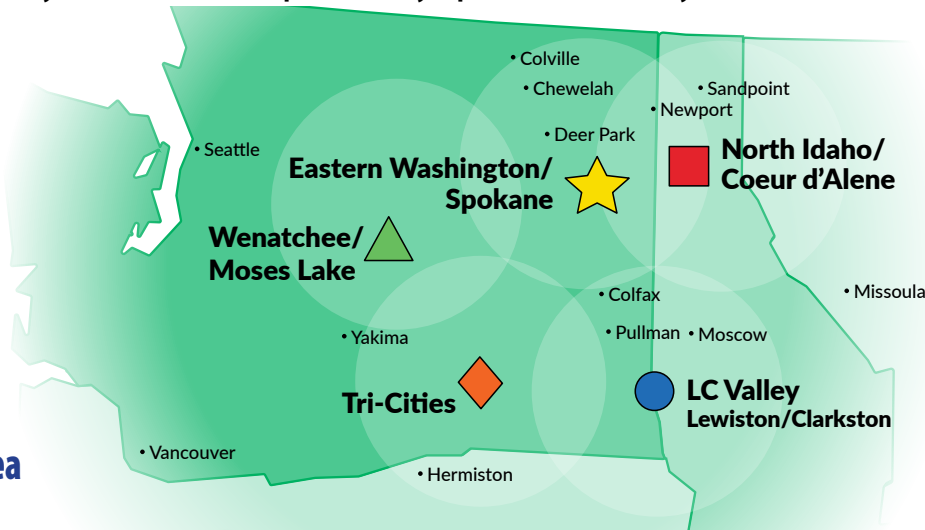 Colville
Chewelah
Sandpoint
Newport
Deer Park
Seattle
Eastern Washington/
Spokane
North Idaho/
Coeur d'Alene
Wenatchee/
Moses Lake
Colfax
Missoula
Pullman
Moscow
Yakima
Tri-Cities
LC Valley
Lewiston/Clarkston
Vancouver
ea
Hermiston